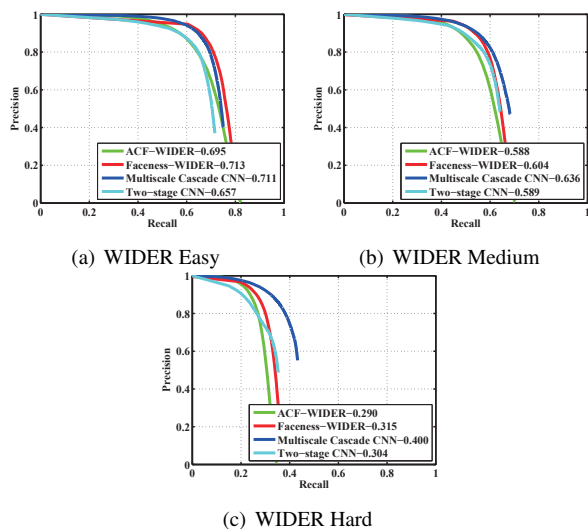 1
0.8
0.6
0.4
0.2
0
Precision
ACF−WIDER−0.695
Faceness−WIDER−0.713
Multiscale Cascade CNN−0.711
Two−stage CNN−0.657
0 0.2 0.4 0.6 0.8 1
Recall
(a) WIDER Easy
1
0.8
0.6
0.4
0.2
0
Precision
ACF−WIDER−0.588
Faceness−WIDER−0.604
Multiscale Cascade CNN−0.636
Two−stage CNN−0.589
0 0.2 0.4 0.6 0.8 1
Recall
(b) WIDER Medium
1
0.8
0.6
0.4
0.2
0
Precision
ACF−WIDER−0.290
Faceness−WIDER−0.315
Multiscale Cascade CNN−0.400
Two−stage CNN−0.304
0 0.2 0.4 0.6 0.8 1
Recall
(c) WIDER Hard